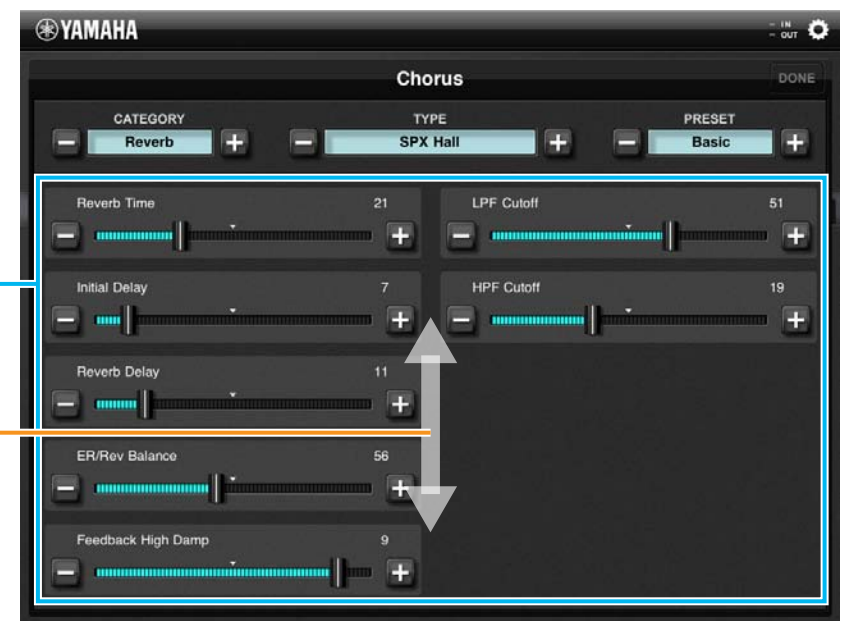 YAMAHA
IN
OUT
Chorus
DONE
CATEGORY
TYPE
PRESET
Reverb
SPX Hall
Basic
Reverb Time 21
LPF Cutoff 51
Initial Delay 7
HPF Cutoff 19
Reverb Delay 11
ER/Rev Balance 56
Feedback High Damp 9